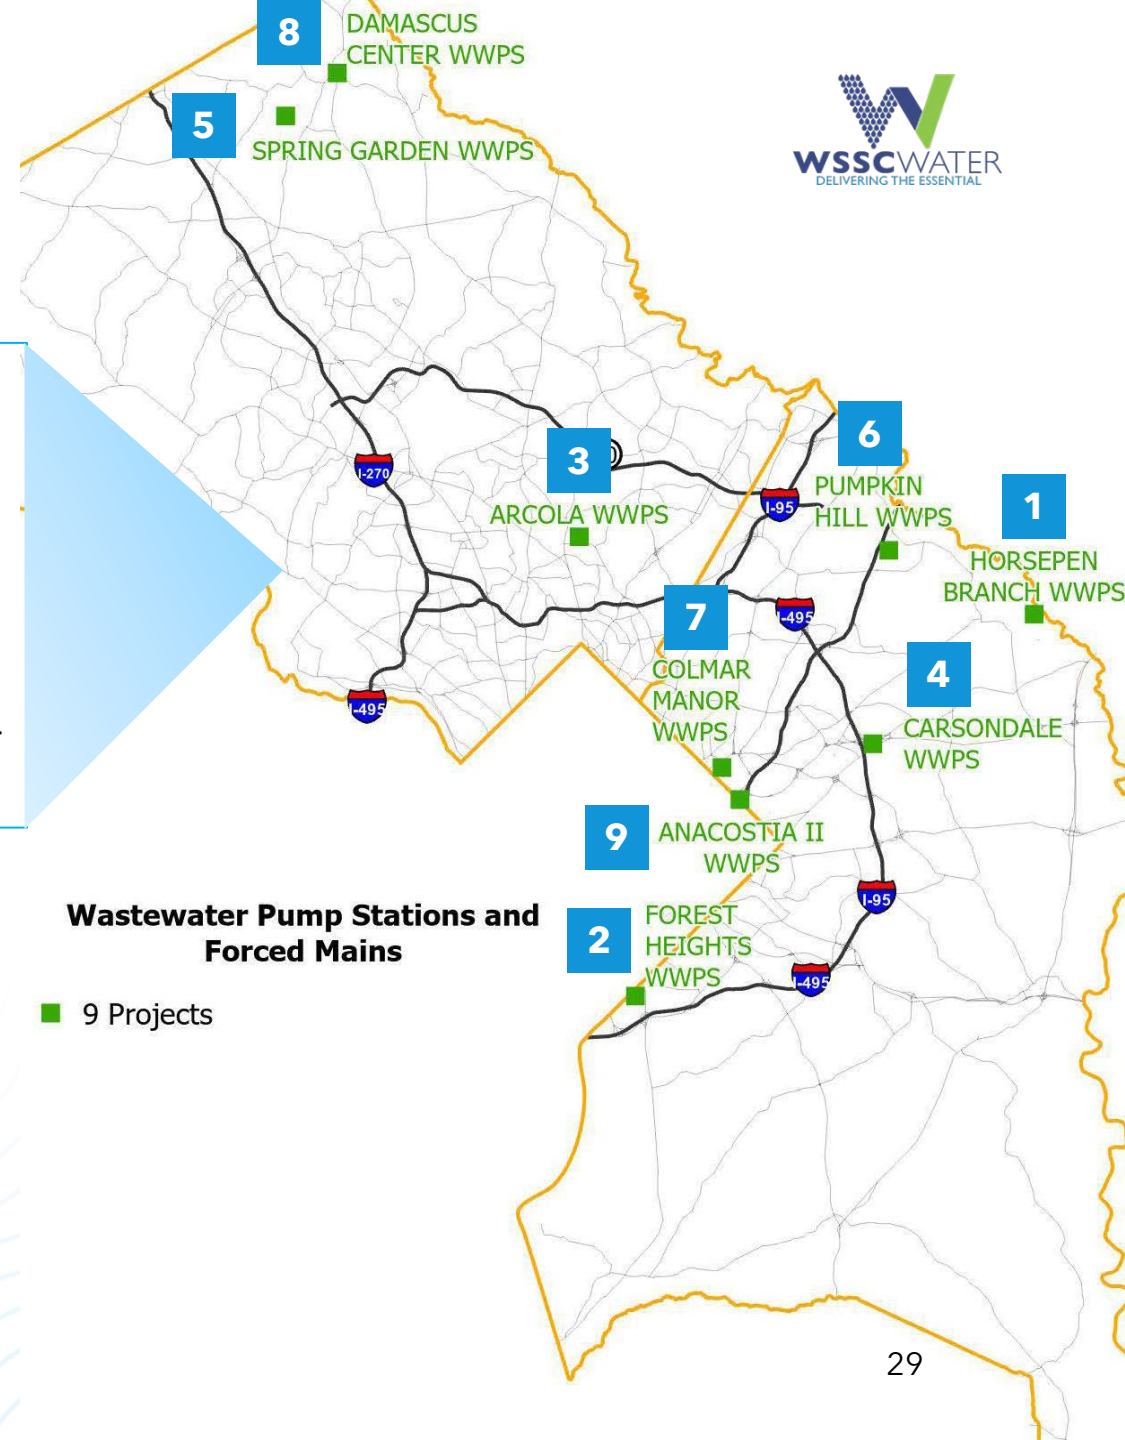 8
DAMASCUS
CENTER WWPS
5
SPRING GARDEN WWPS
WSSCWATER
DELIVERING THE ESSENTIAL
6
3
I-270
PUMPKIN
HILL WWPS
I-95
1
ARCOLA WWPS
HORSEPEN
BRANCH WWPS
7
I-495
COLMAR
MANOR
WWPS
4
I-495
CARSONDALE
WWPS
9
ANACOSTIA II
WWPS
I-95
Wastewater Pump Stations and
Forced Mains
2
FOREST
HEIGHTS
WWPS
I-495
9 Projects
29